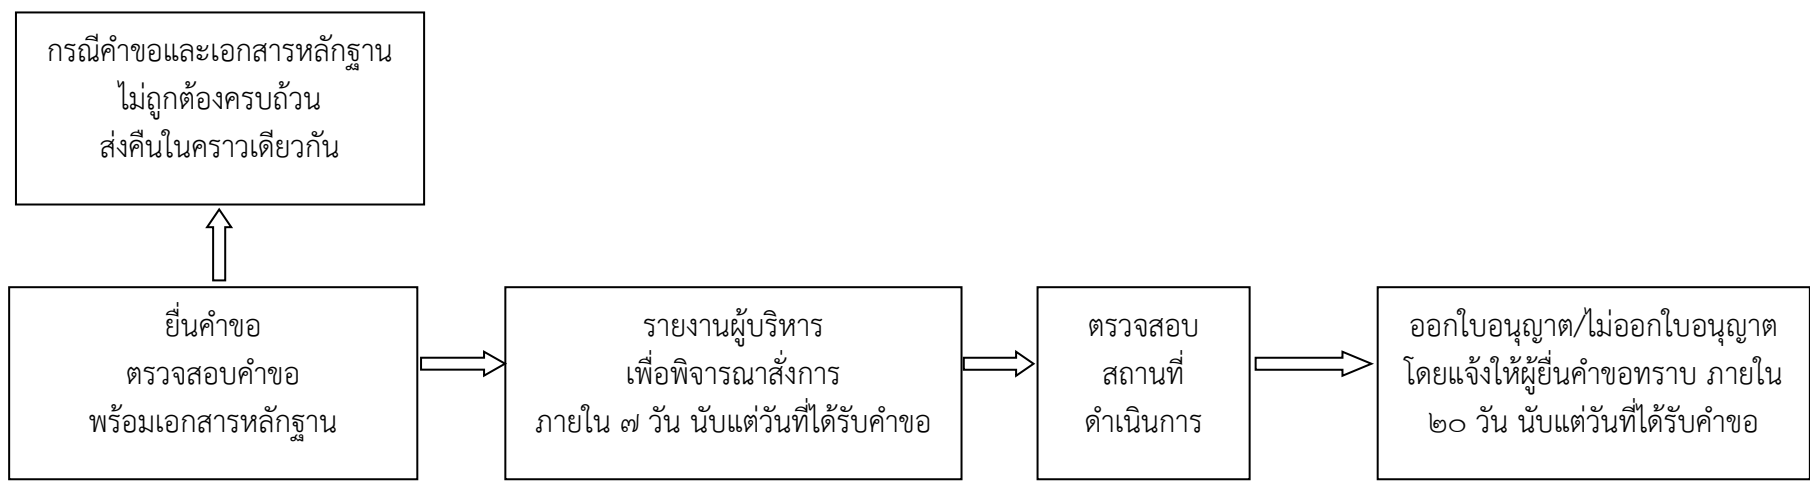 กรณีคำขอและเอกสารหลักฐาน
ไม่ถูกต้องครบถ้วน
ส่งคืนในคราวเดียวกัน
ยื่นคำขอ
ตรวจสอบคำขอ
พร้อมเอกสารหลักฐาน
รายงานผู้บริหาร
เพื่อพิจารณาสั่งการ
ภายใน ๗ วัน นับแต่วันที่ได้รับคำขอ
ตรวจสอบ
สถานที่
ดำเนินการ
ออกใบอนุญาต/ไม่ออกใบอนุญาต
โดยแจ้งให้ผู้ยื่นคำขอทราบ ภายใน
๒๐ วัน นับแต่วันที่ได้รับคำขอ